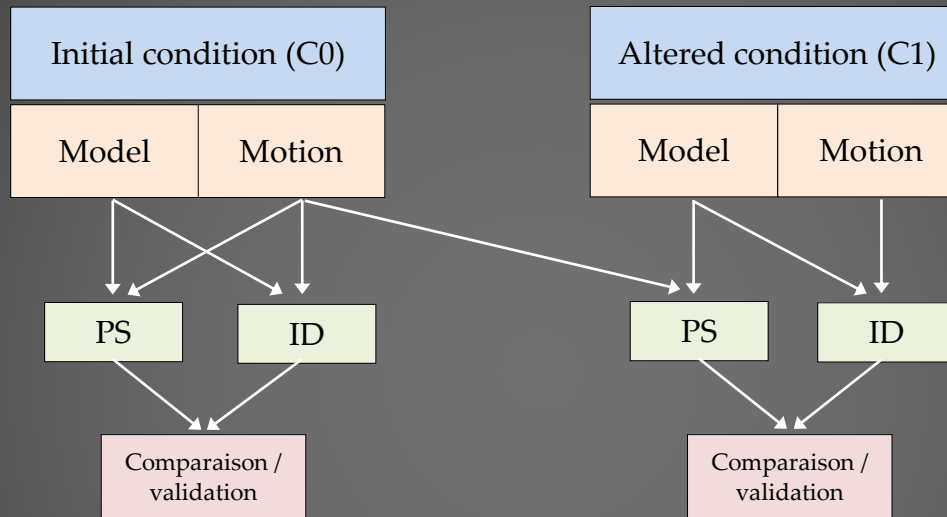 Initial condition (C0)
Altered condition (C1)
Model
Motion
Model
Motion
PS
ID
PS
ID
Comparaison /
validation
Comparaison /
validation